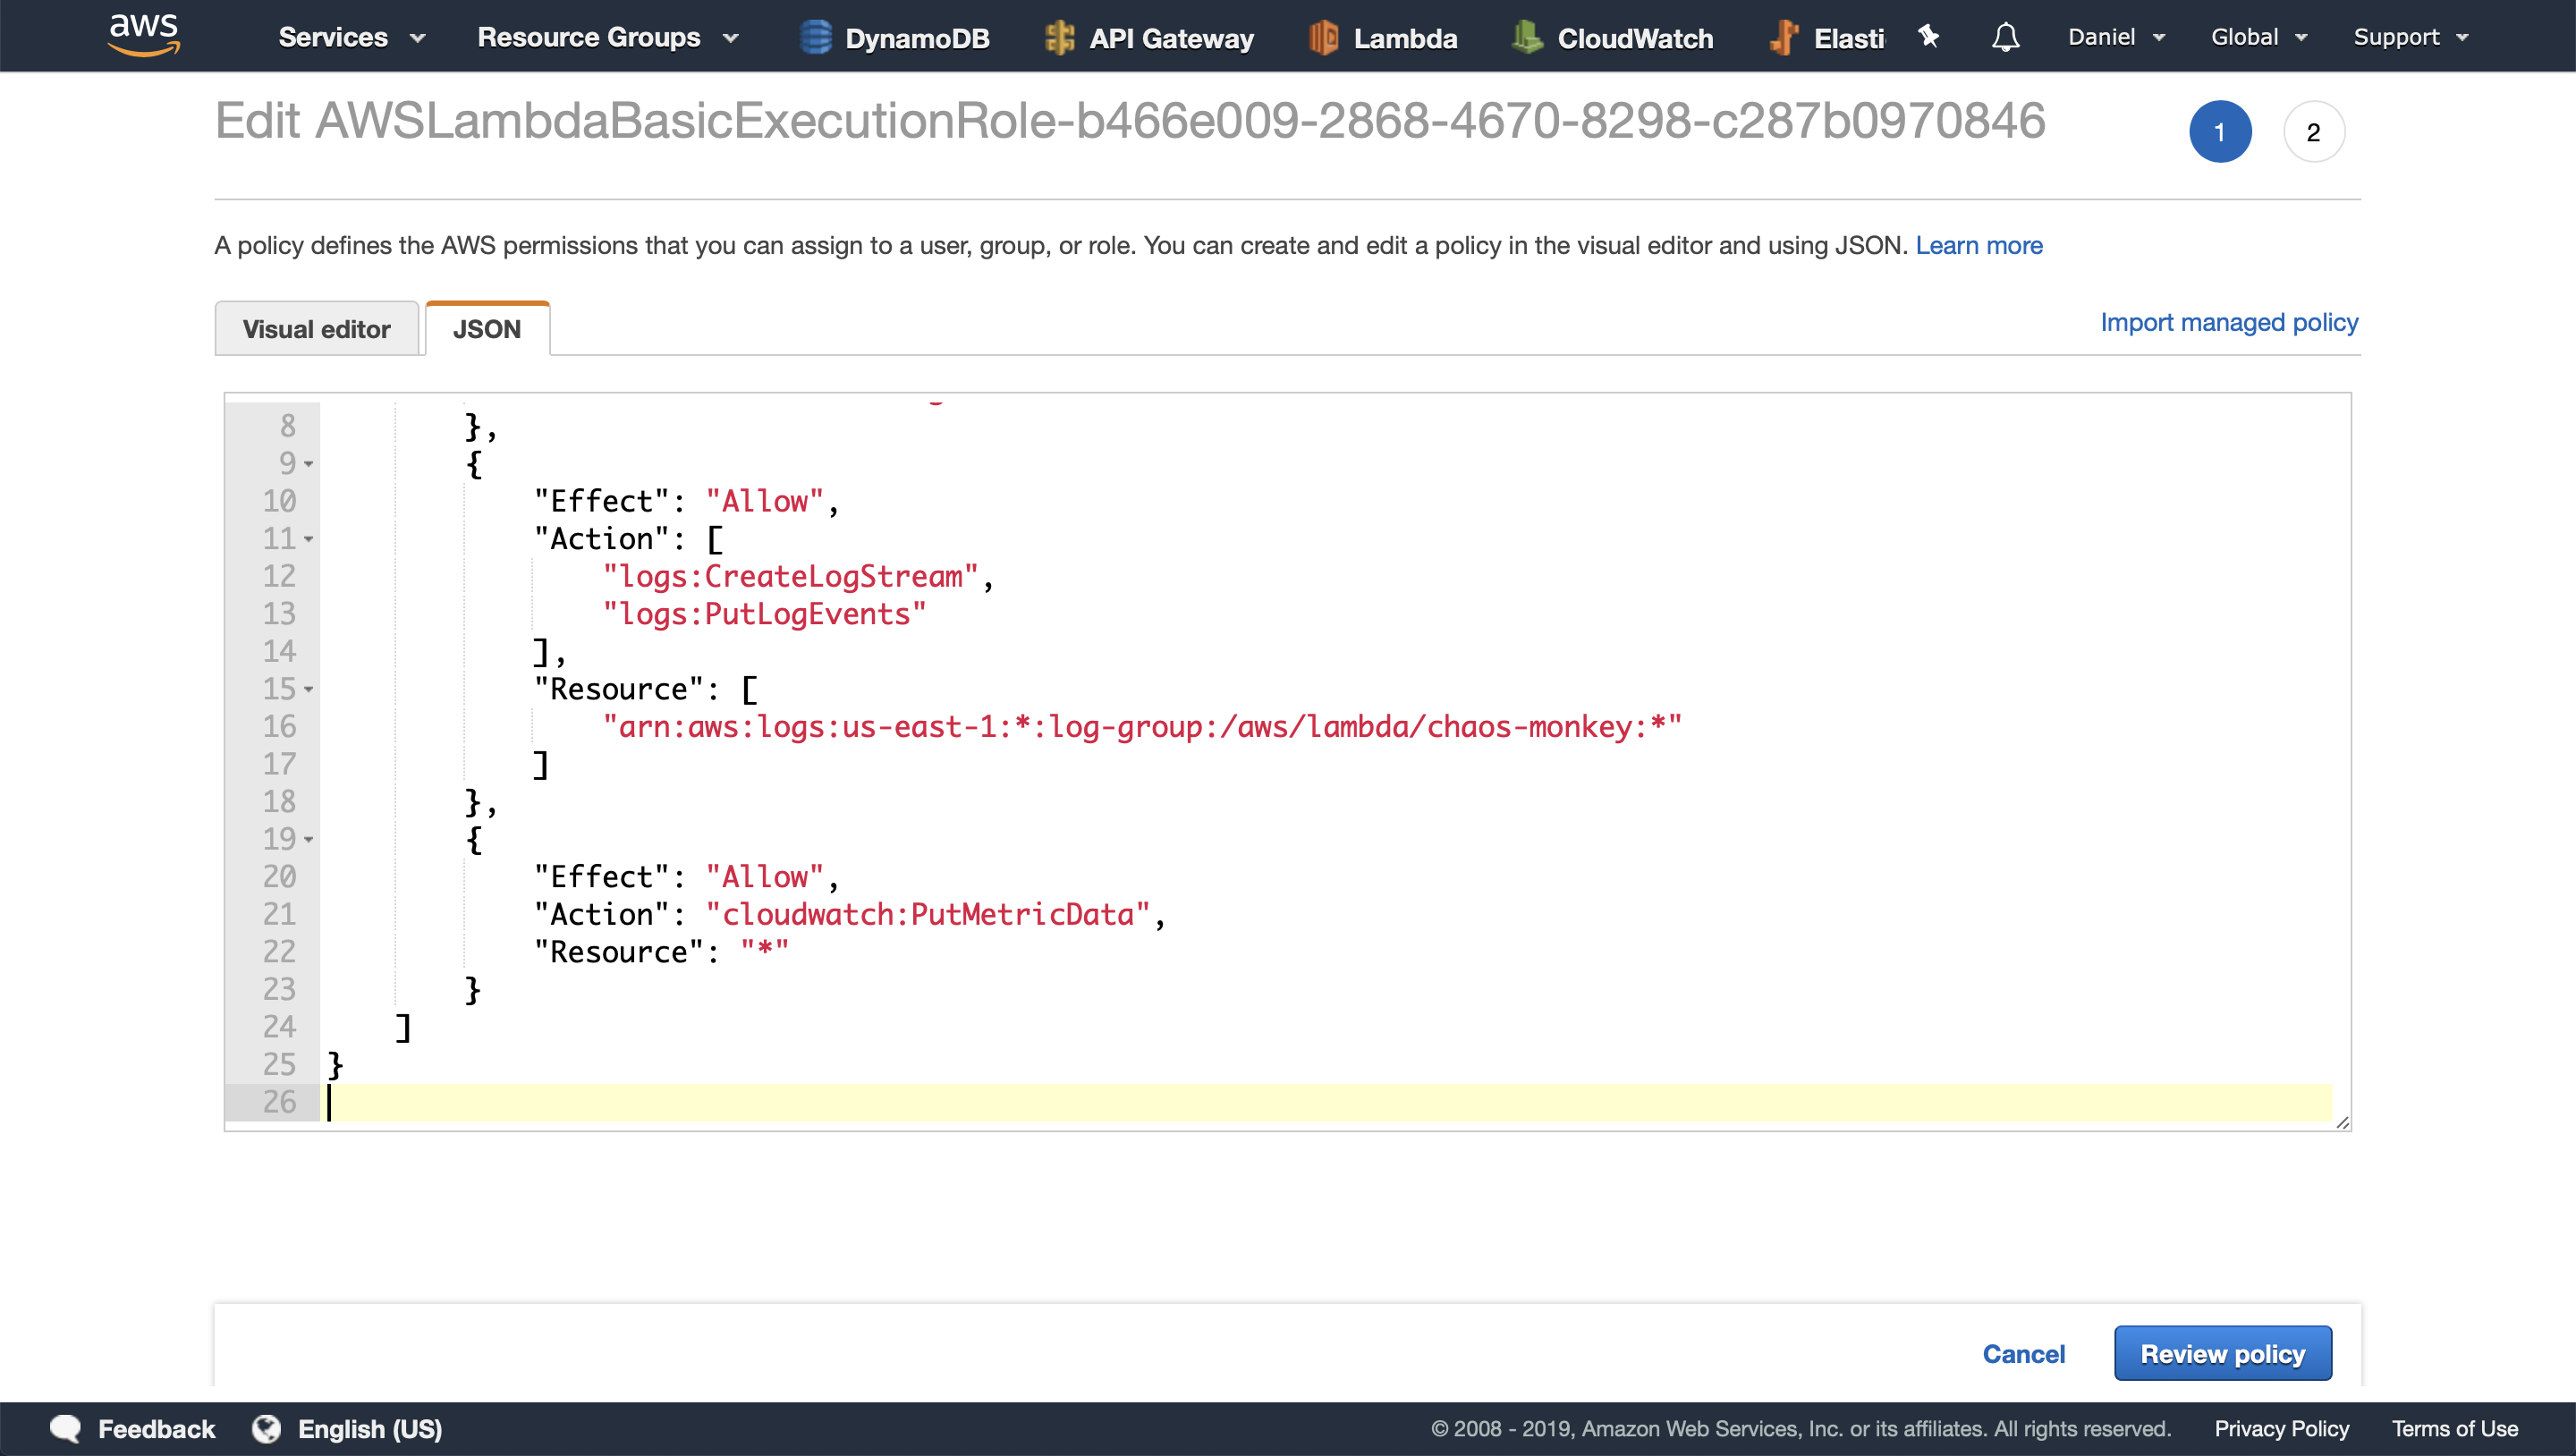 aws Services Resource Groups DynamoDB API Gateway Lambda CloudWatch Elasti Daniel Global Support
Edit AWSLambdaBasicExecutionRole-b466e009-2868-4670-8298-c287b0970846 1 2
A policy defines the AWS permissions that you can assign to a user, group, or role. You can create and edit a policy in the visual editor and using JSON. Learn more
Visual editor JSON Import managed policy
8 },
9 {
10 "Effect": "Allow",
11 "Action": [
12 "logs:CreateLogStream",
13 "logs:PutLogEvents"
14 ],
15 "Resource": [
16 "arn:aws:logs:us-east-1:*:log-group:/aws/lambda/chaos-monkey:*"
17 ]
18 },
19 {
20 "Effect": "Allow",
21 "Action": "cloudwatch:PutMetricData",
22 "Resource": "*"
23 }
24 ]
25 }
26
Cancel Review policy
Feedback English (US) © 2008 - 2019, Amazon Web Services, Inc. or its affiliates. All rights reserved. Privacy Policy Terms of Use